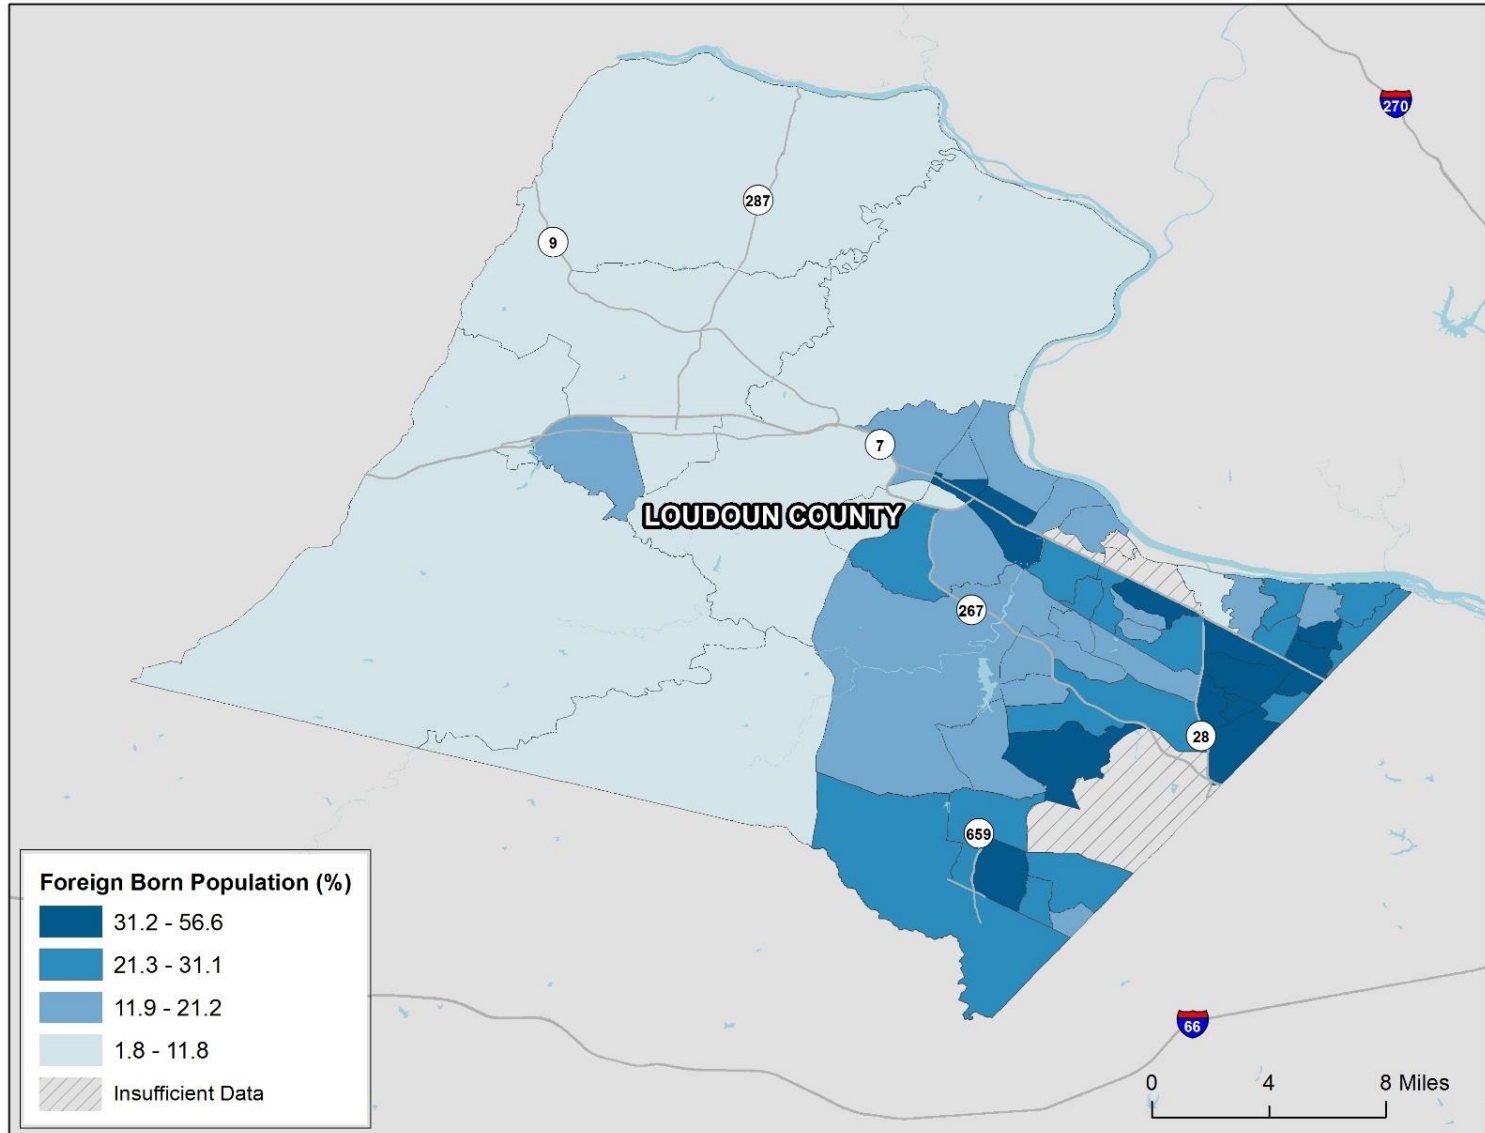 270
287
9
7
LOUDOUN COUNTY
267
28
659
Foreign Born Population (%)
31.2 - 56.6
21.3 - 31.1
11.9 - 21.2
1.8 - 11.8
Insufficient Data
66
0 4 8 Miles